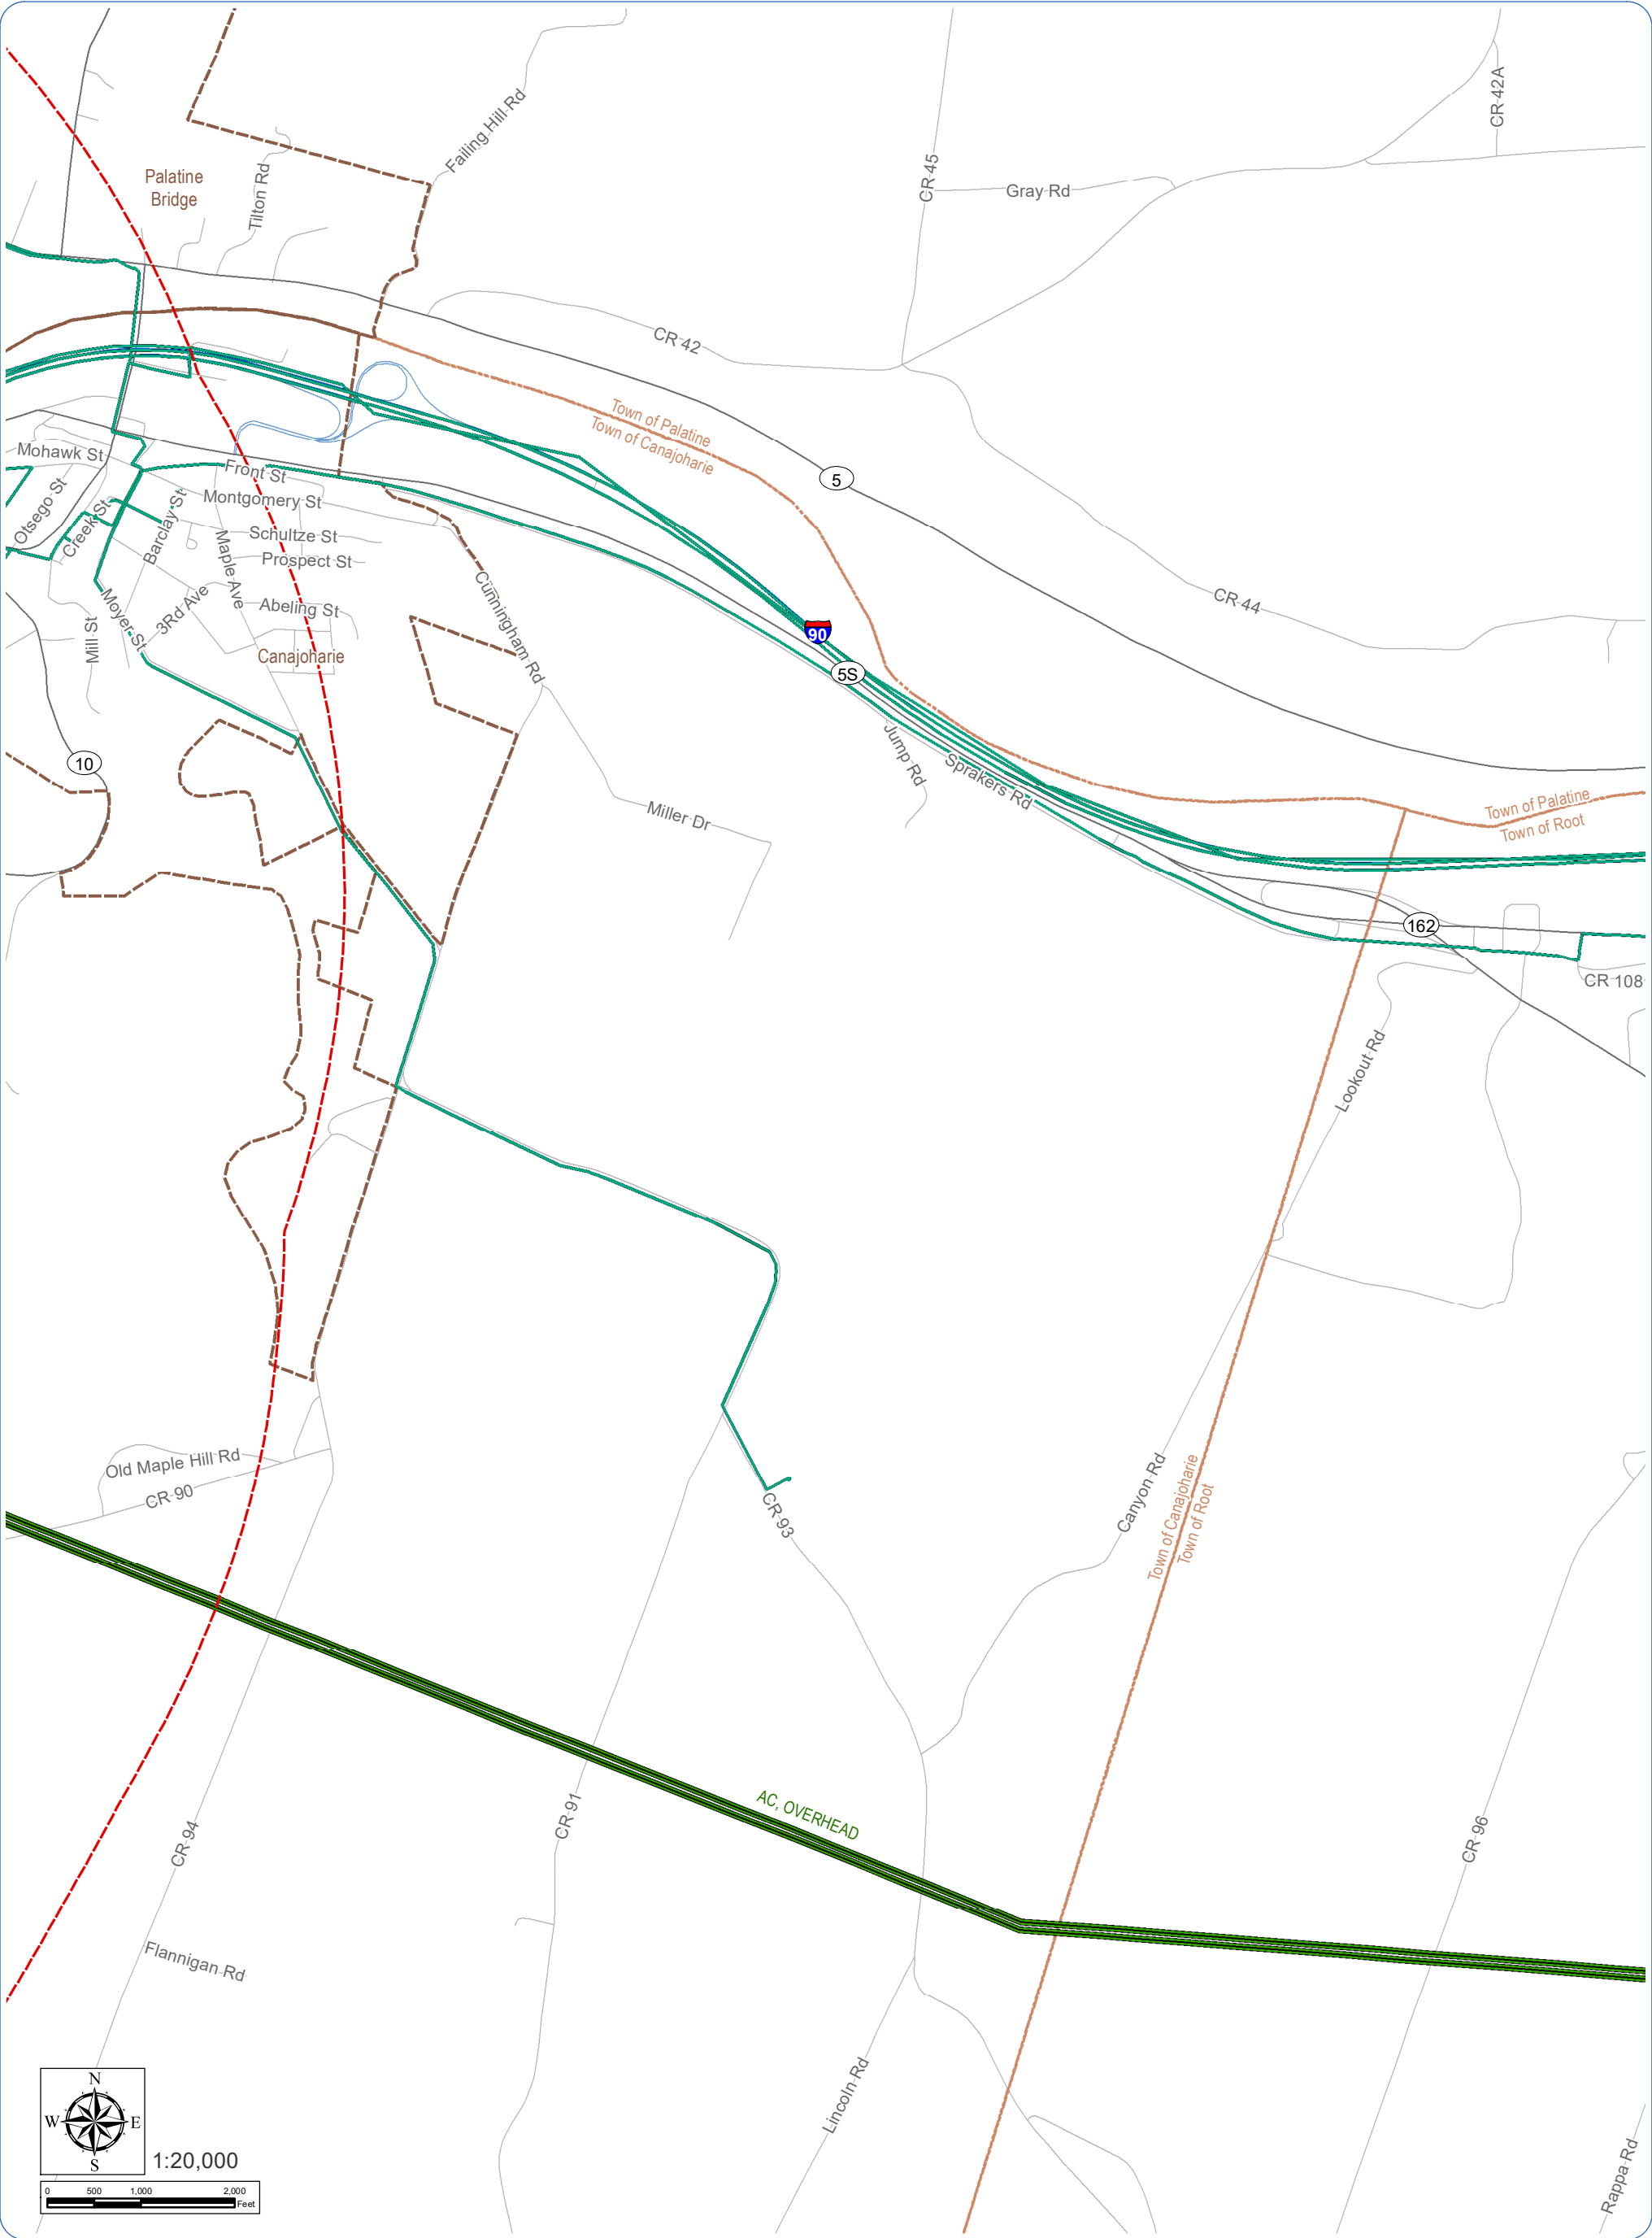 CR 42A
Failing Hill Rd
CR 45
Gray Rd
Palatine
Bridge
Tilton Rd
CR 42
Town of Palatine
Town of Canajoharie
5
Mohawk St
Front St
Otsego St
Creek St
Barclay St
Montgomery St
Schultze St
Maple Ave
Prospect St
Cunningham Rd
3Rd Ave
Abeling St
CR 44
Mill St
Moyer St
90
Canajoharie
5S
10
Jump Rd
Sprakers Rd
Miller Dr
Town of Palatine
Town of Root
162
CR 108
Lookout Rd
Old Maple Hill Rd
CR 90
CR 93
Canyon Rd
Town of Canajoharie
Town of Root
AC, OVERHEAD
CR 94
CR 91
CR 96
Flannigan Rd
Lincoln Rd
Rappa Rd
N
W
E
S
1:20,000
0 500 1,000 2,000
Feet